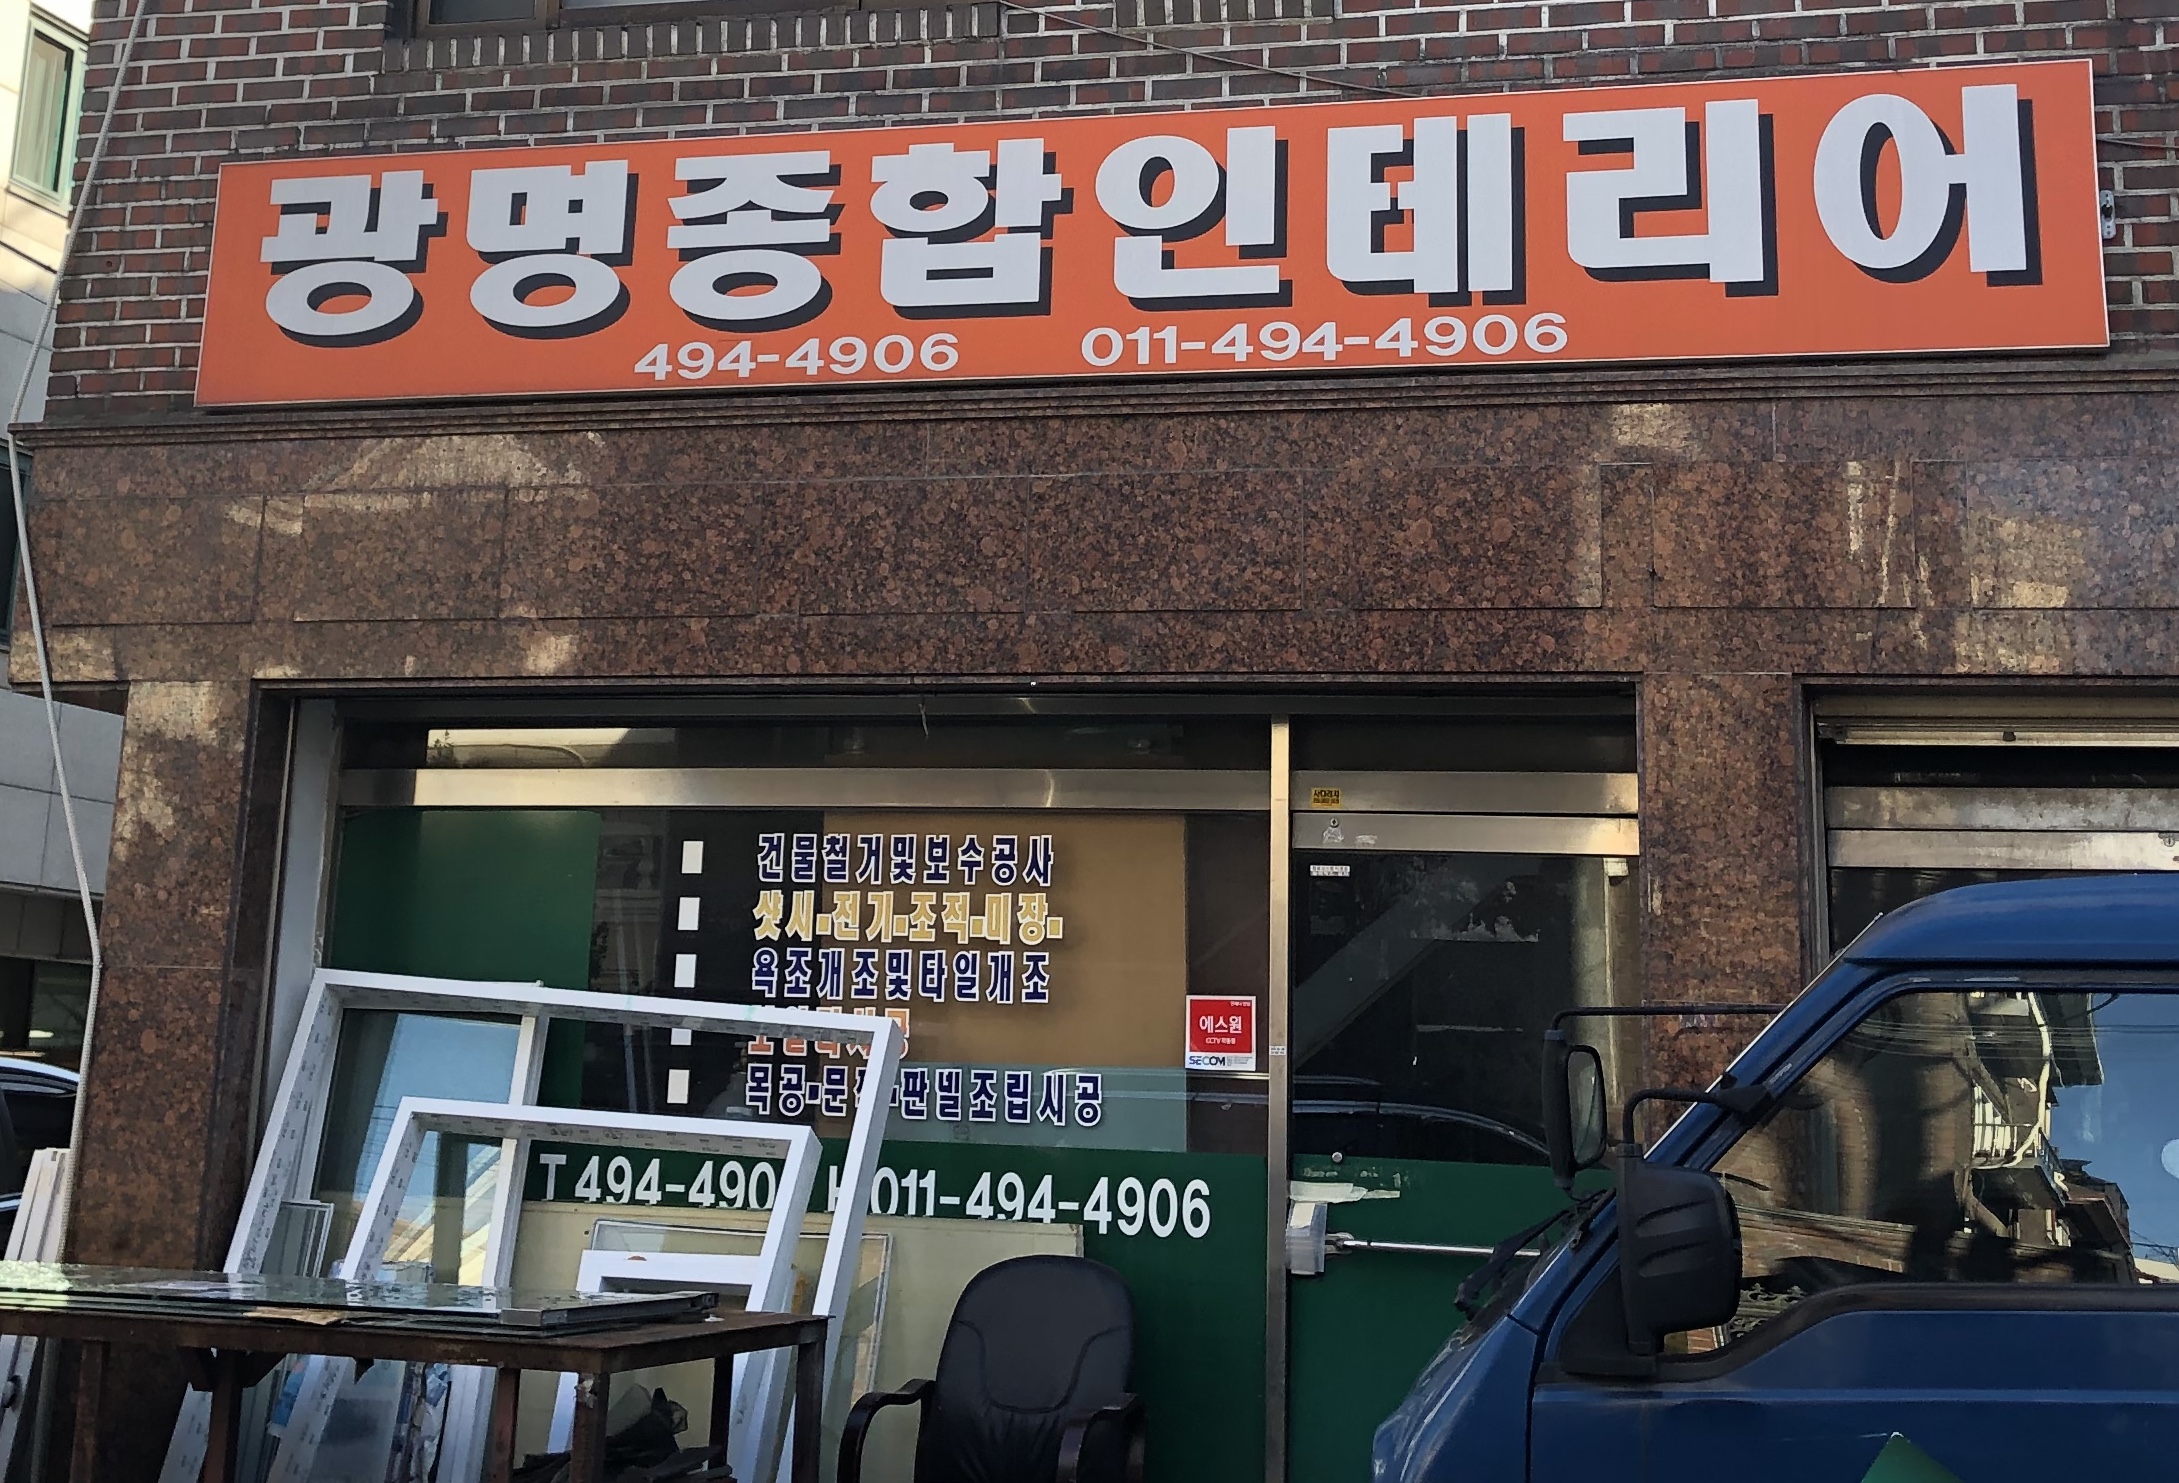 광명종합인테리어
494-4906 011-494-4906
건물철거및보수공사
샷시·전기·조적·미장·
욕조개조및타일개조
목공· ·판넬조립시공
T 494-490 011-494-4906
에스원
SECOM